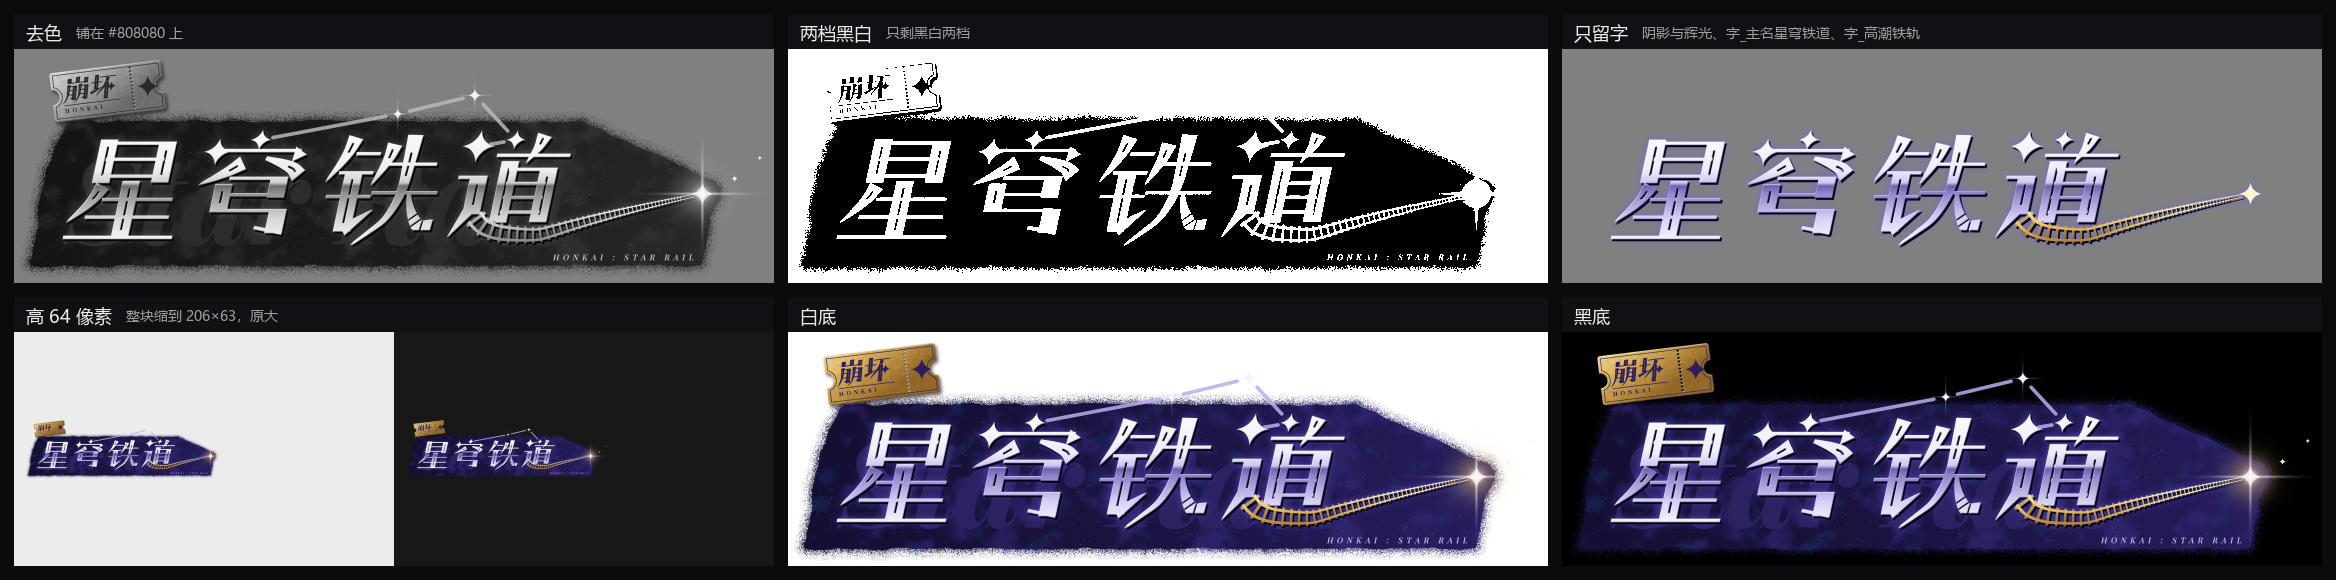 去色 铺在 #808080 上
崩坏
HONKAI
星穹铁道
HONKAI : STAR RAIL
两档黑白 只剩黑白两档
崩坏
HONKAI
星穹铁道
HONKAI : STAR RAIL
只留字 阴影与辉光、字_主名星穹铁道、字_高潮铁轨
星穹铁道
高 64 像素 整块缩到 206×63，原大
崩坏
星穹铁道
崩坏
星穹铁道
白底
崩坏
HONKAI
星穹铁道
HONKAI : STAR RAIL
黑底
崩坏
HONKAI
星穹铁道
HONKAI : STAR RAIL